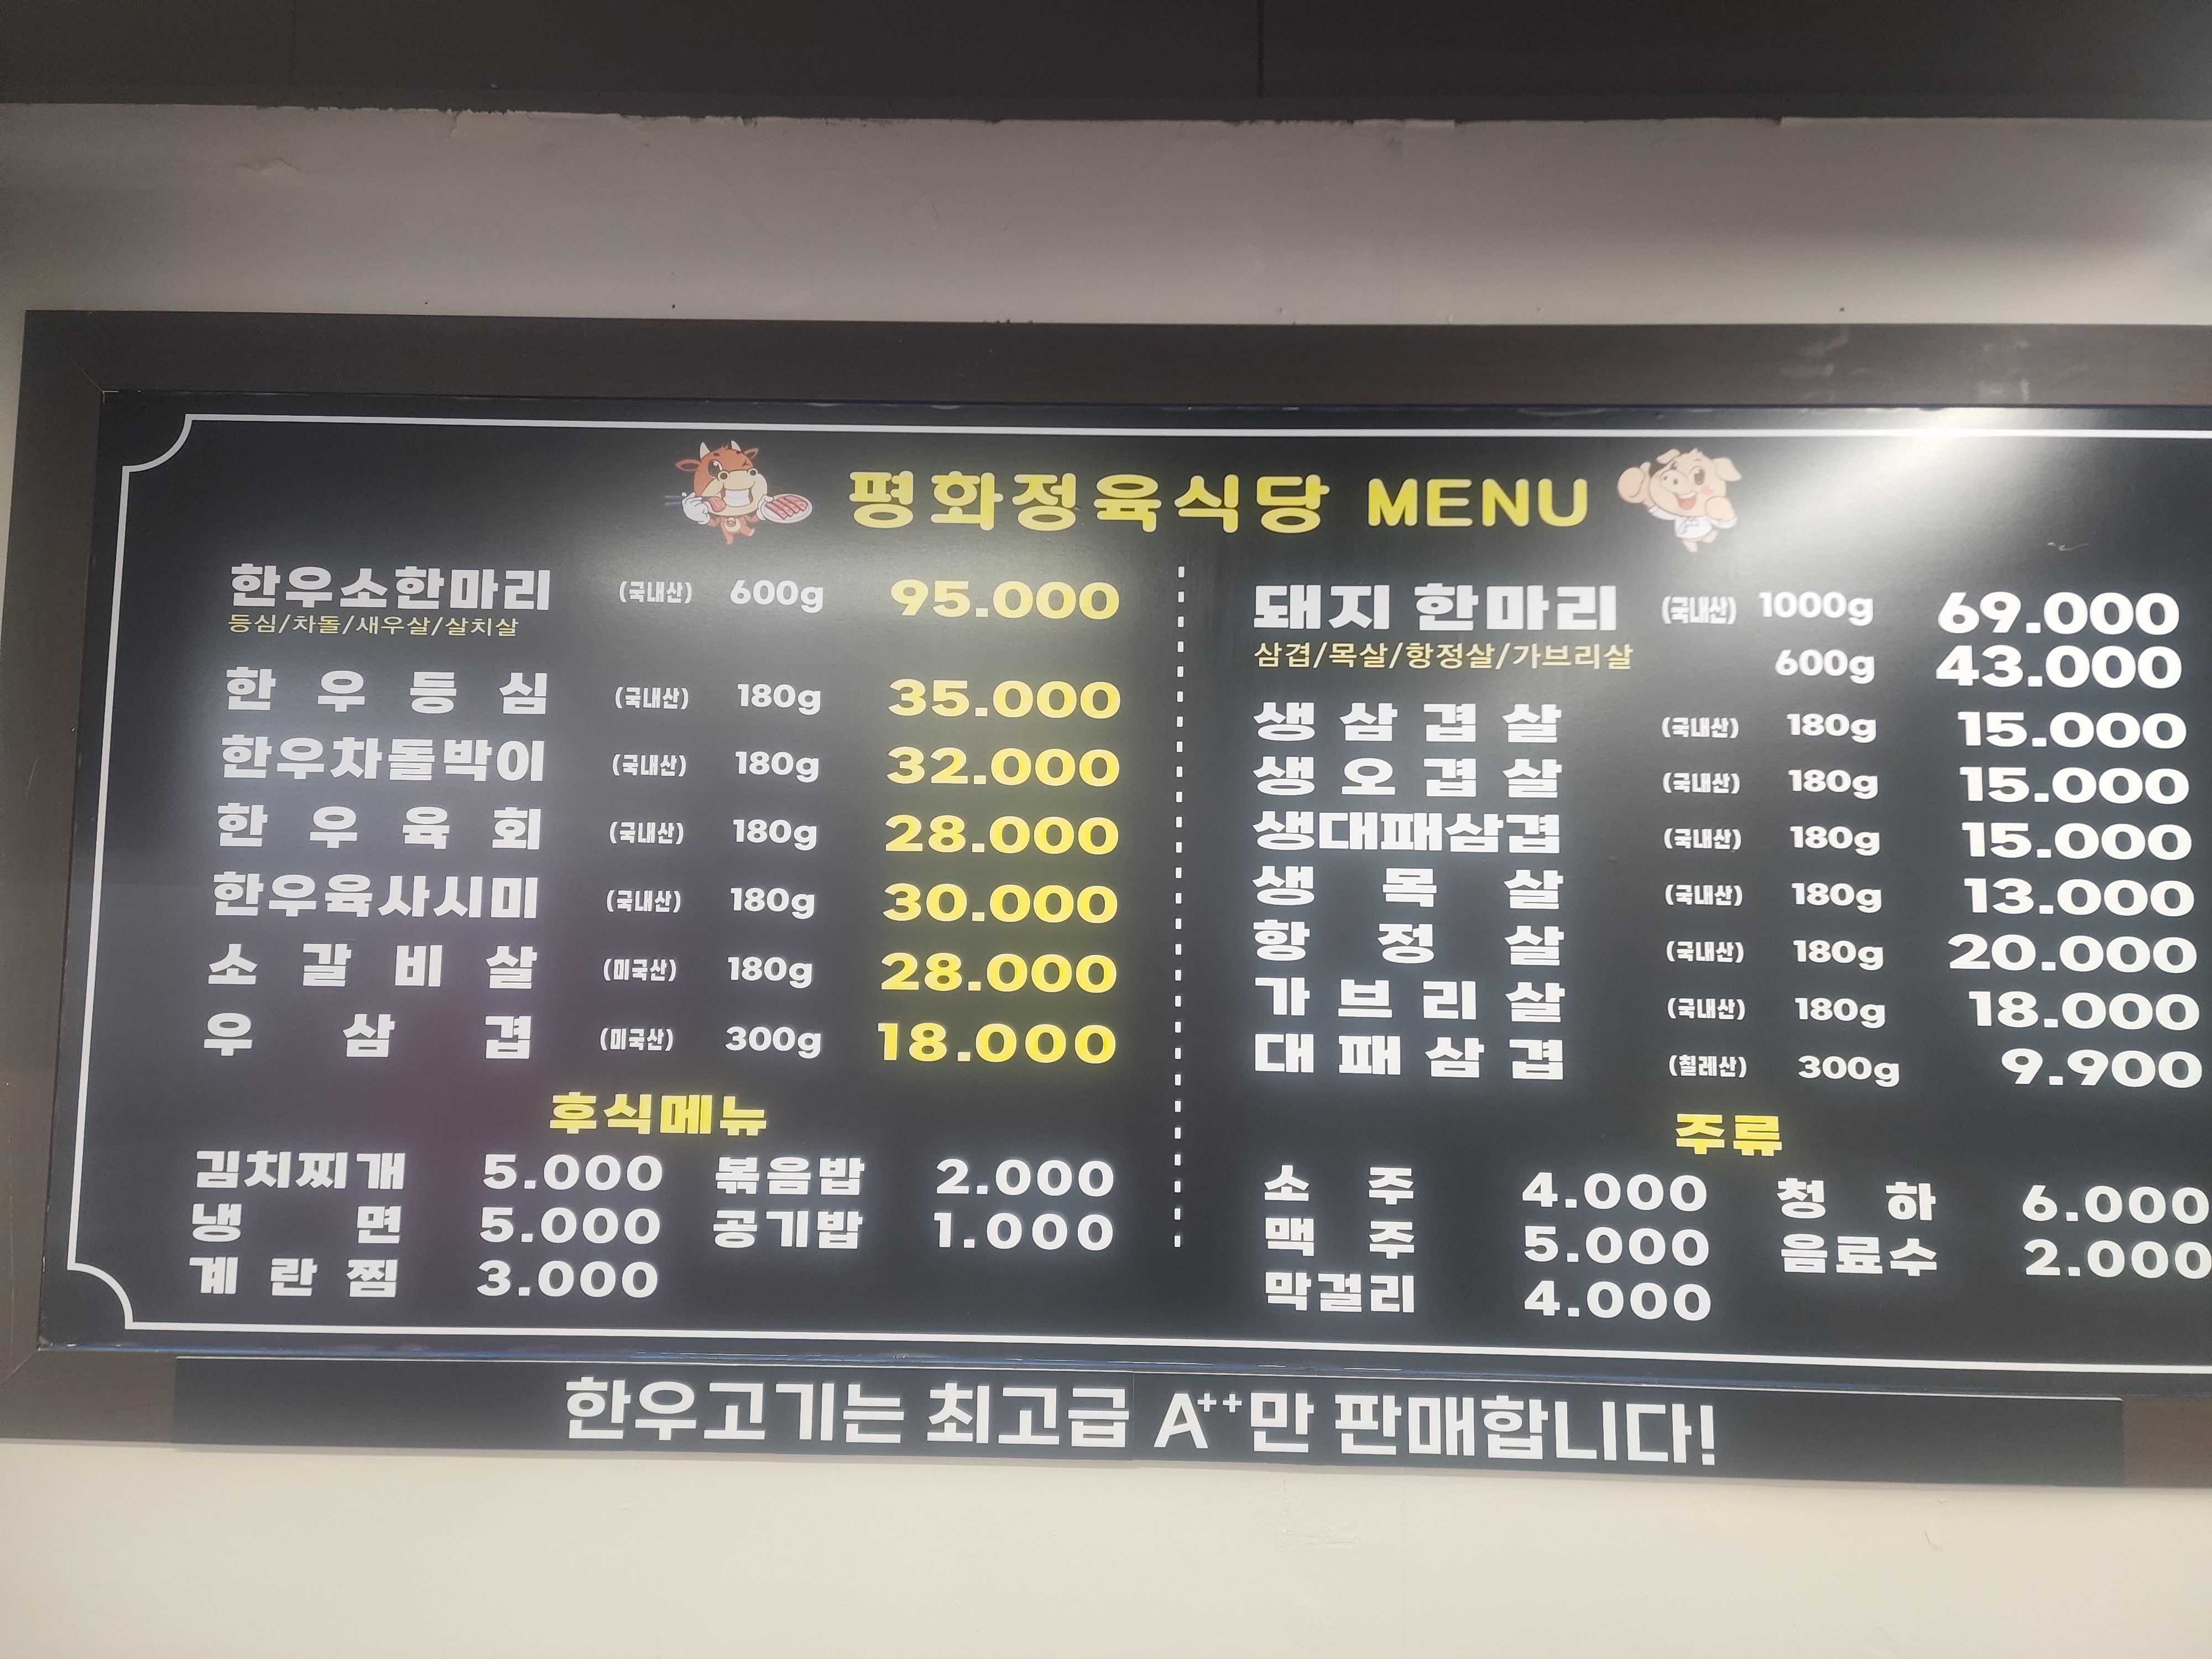 평화정육식당 MENU
한우소한마리 (국내산) 600g 95.000
등심/차돌/새우살/살치살
한우등심 (국내산) 180g 35.000
한우차돌박이 (국내산) 180g 32.000
한우육회 (국내산) 180g 28.000
한우육사시미 (국내산) 180g 30.000
소갈비살 (미국산) 180g 28.000
우삼겹 (미국산) 300g 18.000
후식메뉴
김치찌개 5.000 볶음밥 2.000
냉면 5.000 공기밥 1.000
계란찜 3.000
돼지 한마리 (국내산) 1000g 69.000
삼겹/목살/항정살/가브리살 600g 43.000
생삼겹살 (국내산) 180g 15.000
생오겹살 (국내산) 180g 15.000
생대패삼겹 (국내산) 180g 15.000
생목살 (국내산) 180g 13.000
항정살 (국내산) 180g 20.000
가브리살 (국내산) 180g 18.000
대패삼겹 (칠레산) 300g 9.900
주류
소주 4.000 청하 6.000
맥주 5.000 음료수 2.000
막걸리 4.000
한우고기는 최고급 A++만 판매합니다!